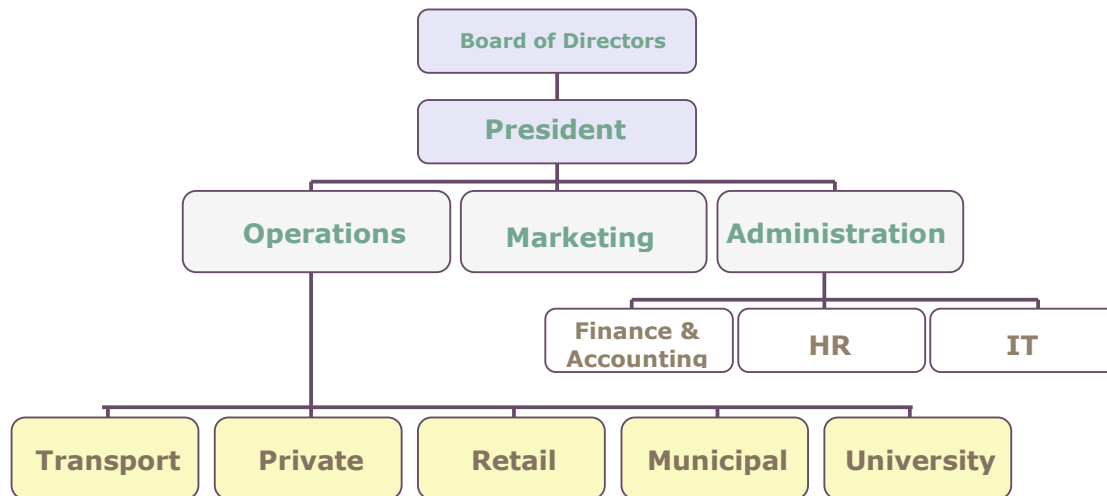 Board of Directors
President
Operations
Marketing
Administration
Finance &
Accounting
HR
IT
Transport
Private
Retail
Municipal
University